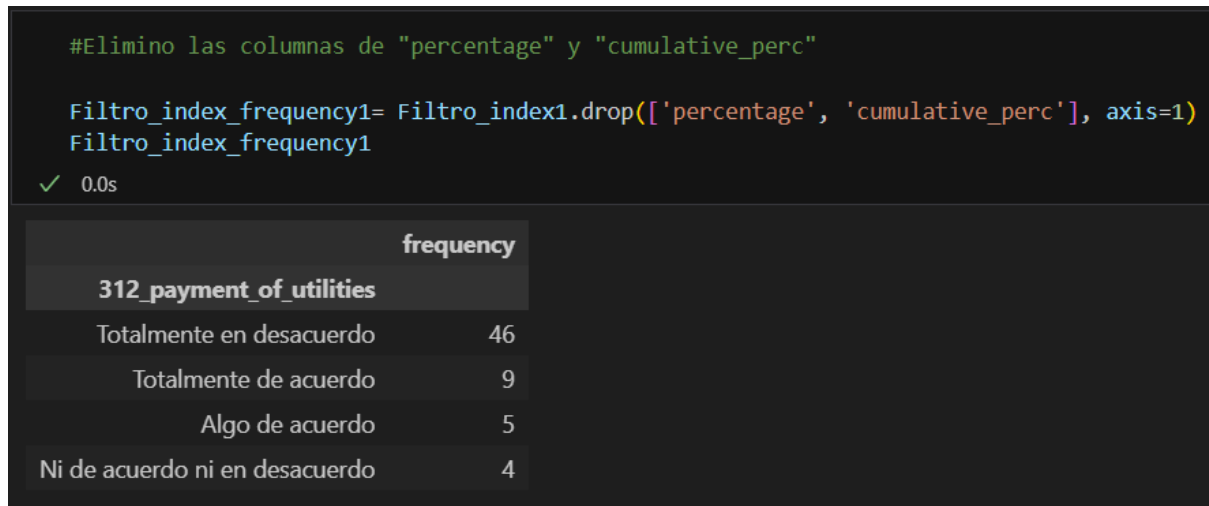 #Elimino las columnas de "percentage" y "cumulative_perc"
Filtro_index_frequency1= Filtro_index1.drop(['percentage', 'cumulative_perc'], axis=1)
Filtro_index_frequency1
✓ 0.0s
frequency
312_payment_of_utilities
Totalmente en desacuerdo 46
Totalmente de acuerdo 9
Algo de acuerdo 5
Ni de acuerdo ni en desacuerdo 4